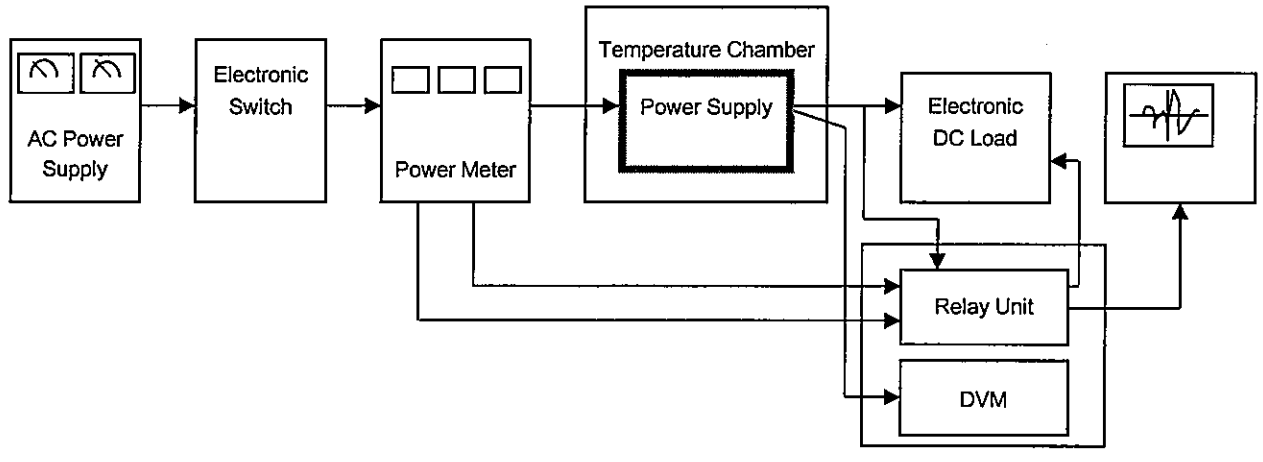 AC Power
Supply
Electronic
Switch
Power Meter
Temperature Chamber
Power Supply
Electronic
DC Load
Relay Unit
DVM